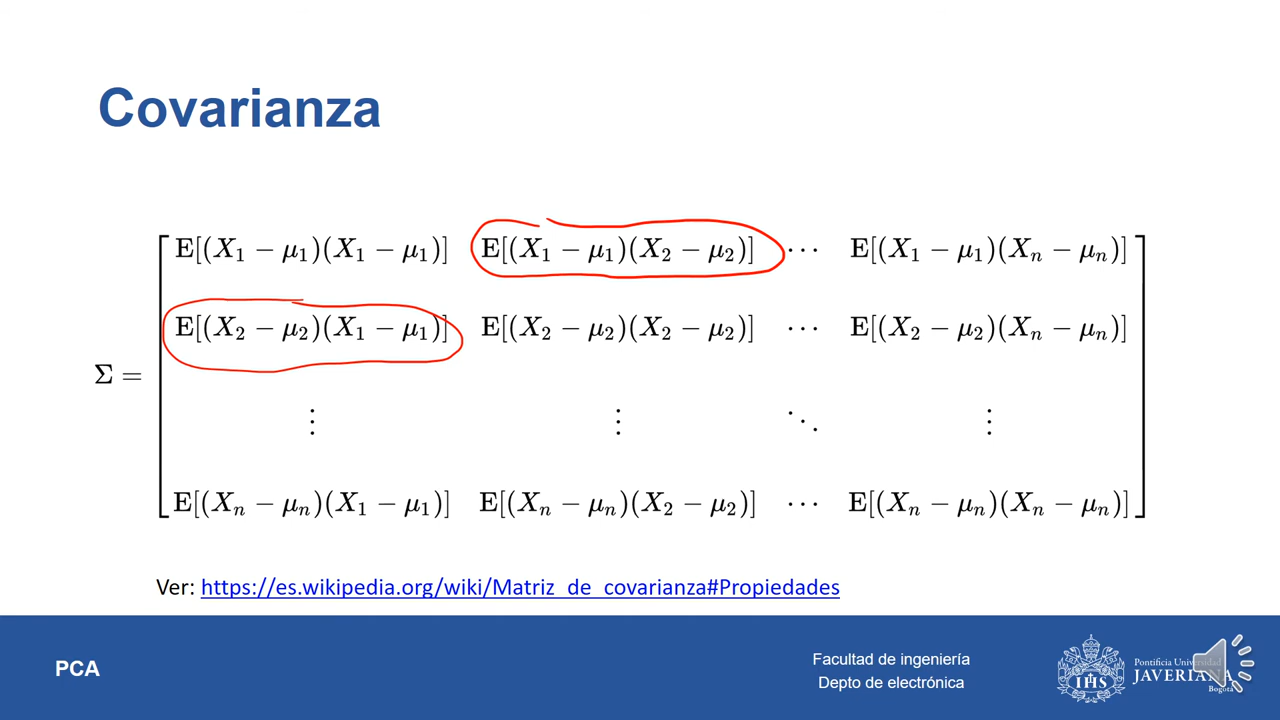 Covarianza
E[(X₁ − μ₁)(X₁ − μ₁)] E[(X₁ − μ₁)(X₂ − μ₂)] ⋯ E[(X₁ − μ₁)(Xₙ − μₙ)]
E[(X₂ − μ₂)(X₁ − μ₁)] E[(X₂ − μ₂)(X₂ − μ₂)] ⋯ E[(X₂ − μ₂)(Xₙ − μₙ)]
Σ =
⋮ ⋮ ⋱ ⋮
E[(Xₙ − μₙ)(X₁ − μ₁)] E[(Xₙ − μₙ)(X₂ − μ₂)] ⋯ E[(Xₙ − μₙ)(Xₙ − μₙ)]
Ver: https://es.wikipedia.org/wiki/Matriz_de_covarianza#Propiedades
PCA
Facultad de ingeniería
Depto de electrónica
IHS
Pontificia Universidad
JAVERIANA
Bogotá